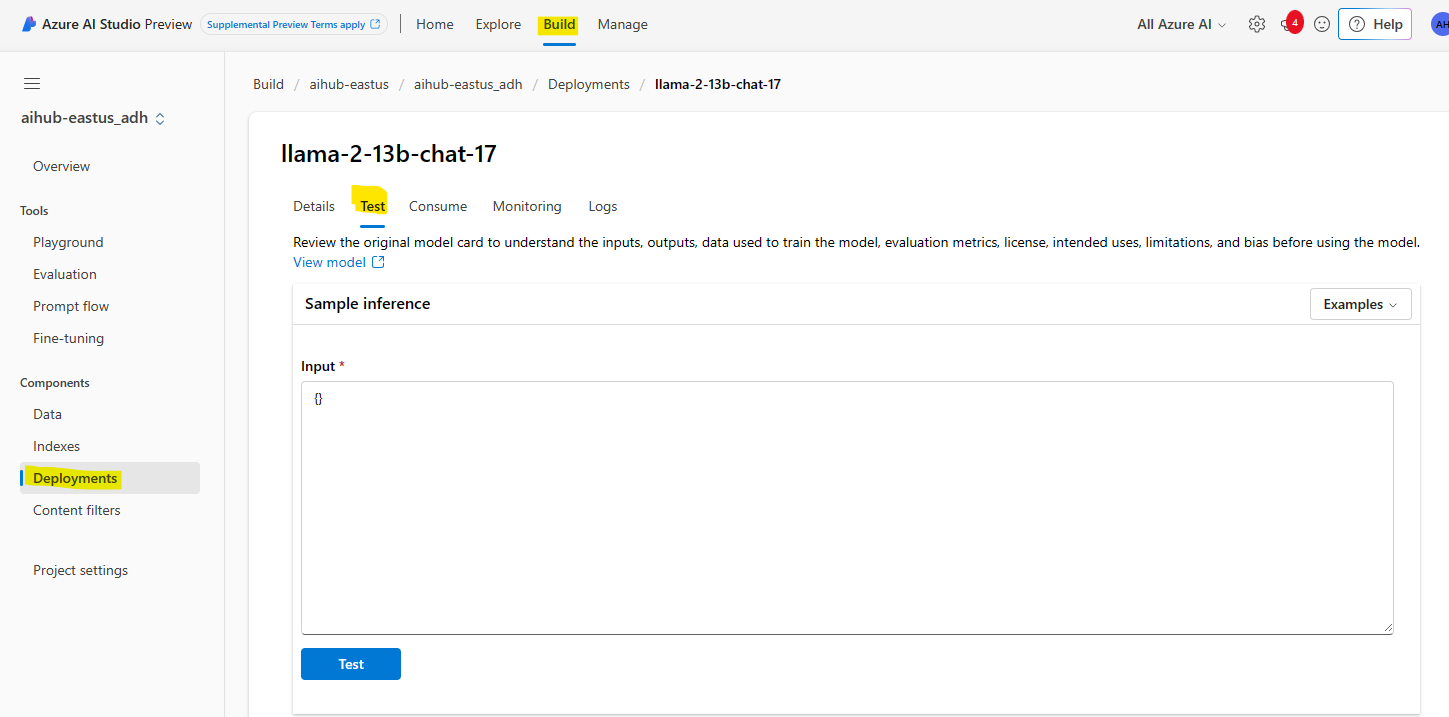 Azure AI Studio Preview Supplemental Preview Terms apply Home Explore Build Manage All Azure AI 4 Help AH
Build / aihub-eastus / aihub-eastus_adh / Deployments / llama-2-13b-chat-17
aihub-eastus_adh
Overview
Tools
Playground
Evaluation
Prompt flow
Fine-tuning
Components
Data
Indexes
Deployments
Content filters
Project settings
llama-2-13b-chat-17
Details Test Consume Monitoring Logs
Review the original model card to understand the inputs, outputs, data used to train the model, evaluation metrics, license, intended uses, limitations, and bias before using the model.
View model
Sample inference Examples
Input *
{}
Test